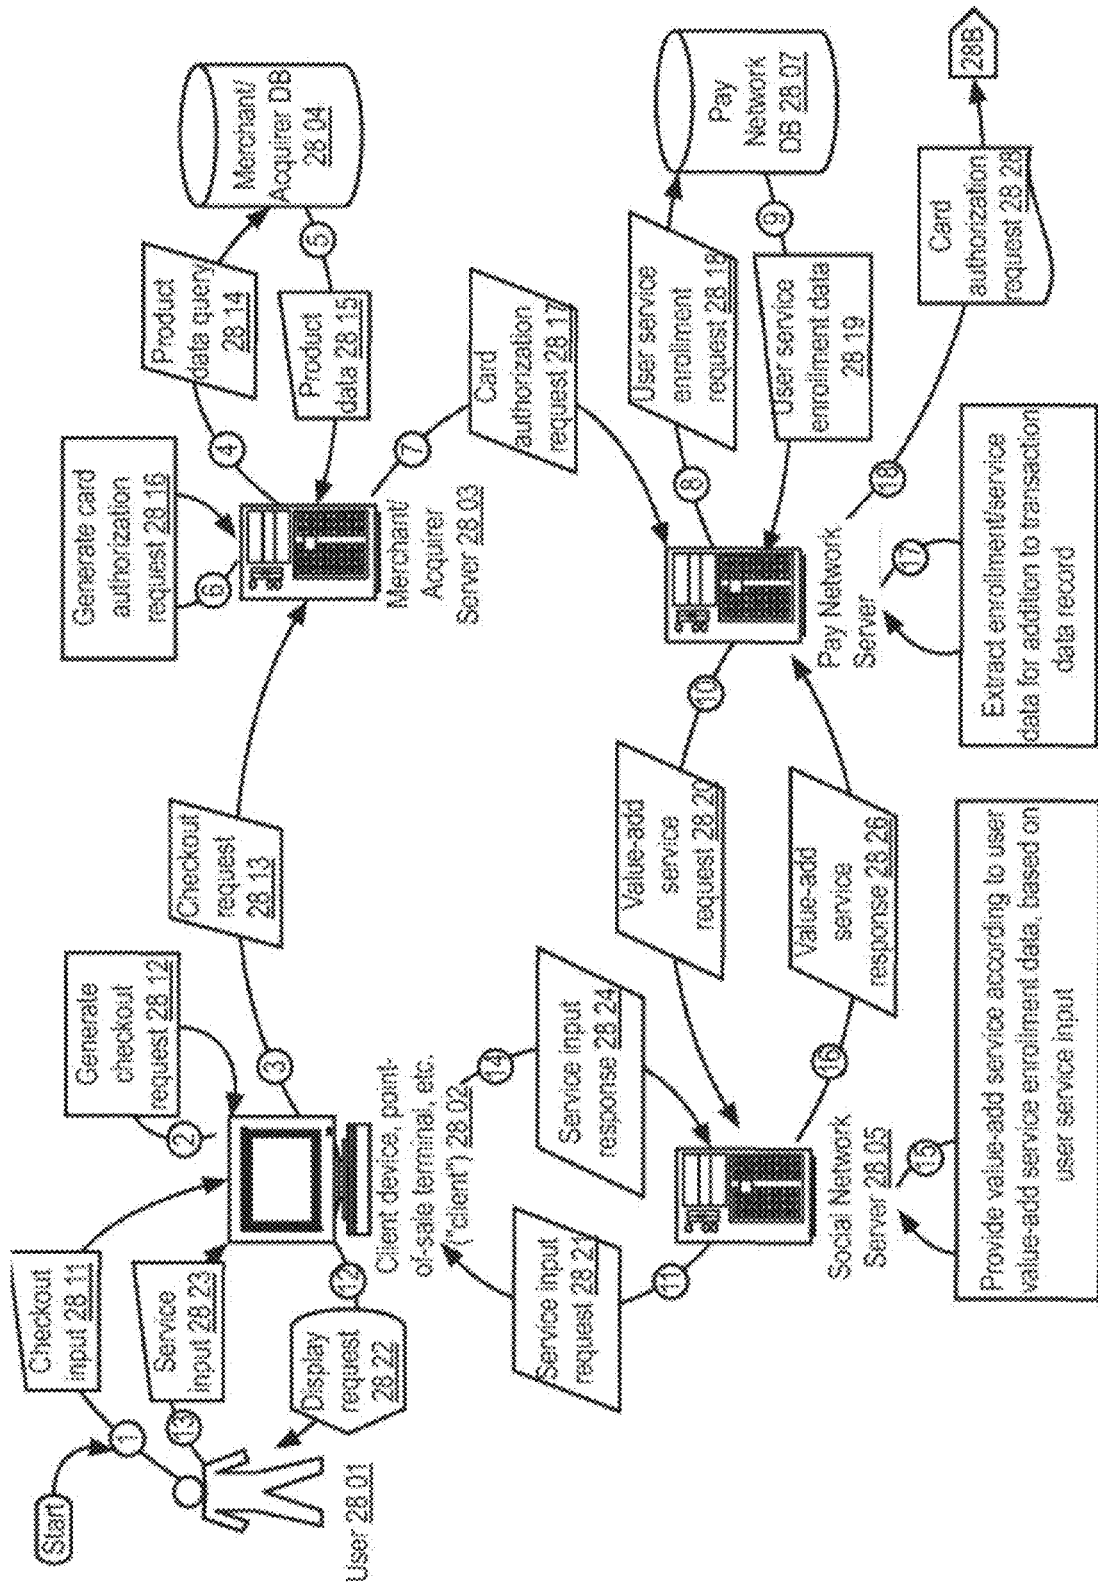 Start
1
Checkout
input 28 11
13
Service
input 28 23
User 28 01
Display
request
28 22
12
2
Generate
checkout
request 28 12
Client device, point-
of-sale terminal, etc.
("client") 28 02
3
Checkout
request
28 13
Generate card
authorization
request 28 16
6
4
Product
data query
28 14
Merchant/
Acquirer DB
28 04
5
Product
data 28 15
Merchant/
Acquirer
Server 28 03
7
Card
authorization
request 28 17
Service input
request 28 21
11
14
Service input
response 28 24
Social Network
Server 28 05
15
Provide value-add service according to user
value-add service enrollment data, based on
user service input
16
Value-add
service
response 28 26
Value-add
service
request 28 20
10
8
User service
enrollment
request 28 18
Pay
Network
DB 28 07
9
User service
enrollment data
28 19
Pay Network
Server
17
Extract enrollment/service
data for addition to transaction
data record
18
Card
authorization
request 28 28
28B